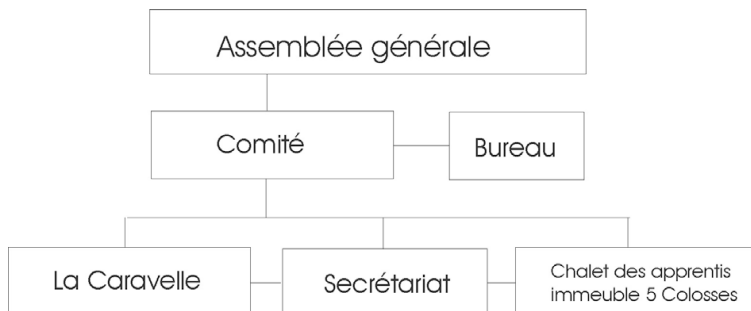 Assemblée générale
Comité
Bureau
La Caravelle
Secrétariat
Chalet des apprentis
immeuble 5 Colosses